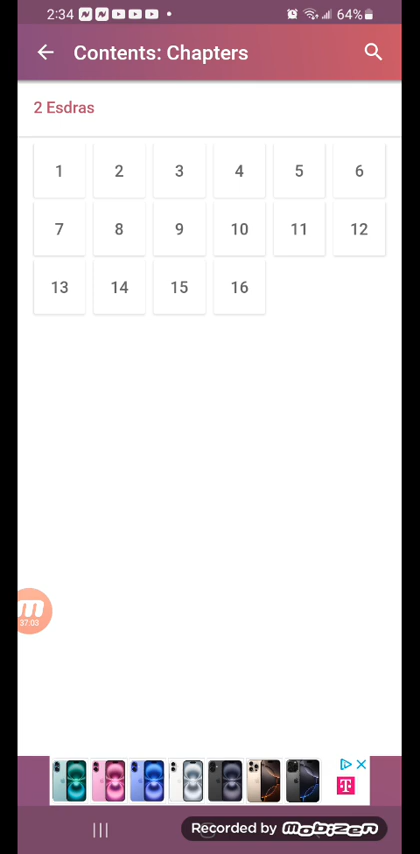 2:34 64%
Contents: Chapters
2 Esdras
1 2 3 4 5 6
7 8 9 10 11 12
13 14 15 16
m
37:03
T
Recorded by mobizen